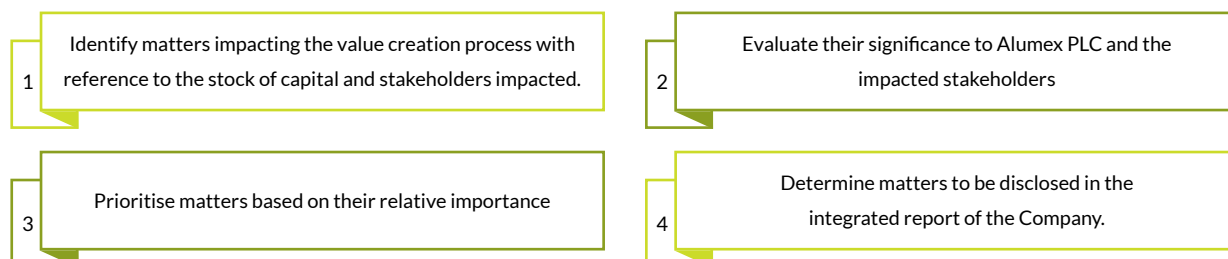 1
Identify matters impacting the value creation process with
reference to the stock of capital and stakeholders impacted.
2
Evaluate their significance to Alumex PLC and the
impacted stakeholders
3
Prioritise matters based on their relative importance
4
Determine matters to be disclosed in the
integrated report of the Company.